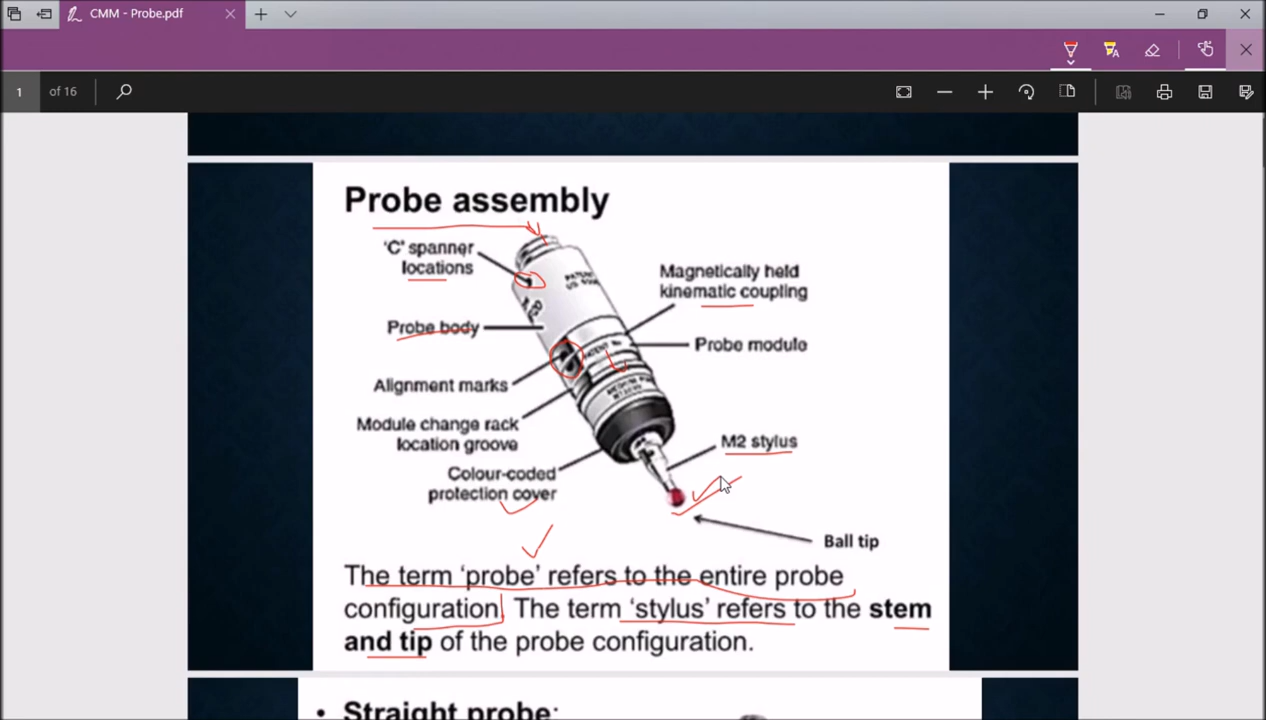 CMM - Probe.pdf
1 of 16
Probe assembly
'C' spanner
locations
Magnetically held
kinematic coupling
Probe body
Probe module
Alignment marks
Module change rack
location groove
M2 stylus
Colour-coded
protection cover
Ball tip
The term 'probe' refers to the entire probe
configuration. The term 'stylus' refers to the stem
and tip of the probe configuration.
• Straight probe: